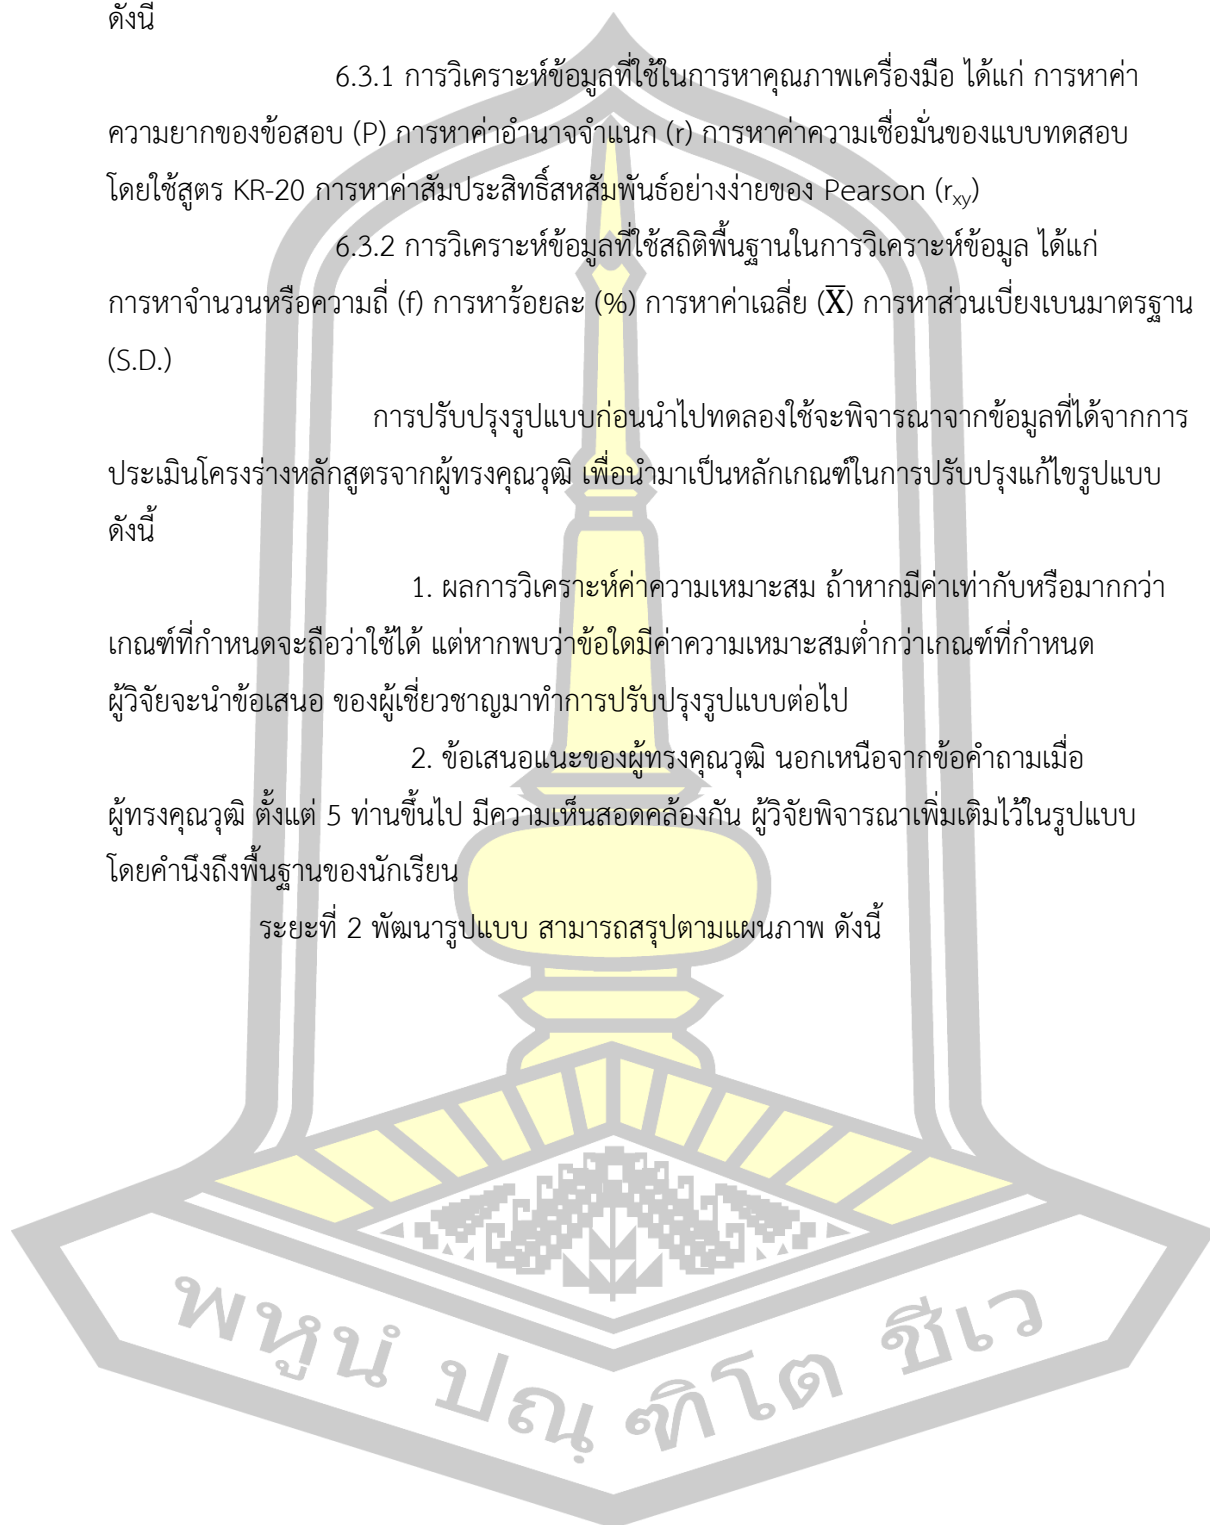 ดังนี้
6.3.1 การวิเคราะห์ข้อมูลที่ใช้ในการหาคุณภาพเครื่องมือ ได้แก่ การหาค่า
ความยากของข้อสอบ (P) การหาค่าอำนาจจำแนก (r) การหาค่าความเชื่อมั่นของแบบทดสอบ
โดยใช้สูตร KR-20 การหาค่าสัมประสิทธิ์สหสัมพันธ์อย่างง่ายของ Pearson (rxy)
6.3.2 การวิเคราะห์ข้อมูลที่ใช้สถิติพื้นฐานในการวิเคราะห์ข้อมูล ได้แก่
การหาจำนวนหรือความถี่ (f) การหาร้อยละ (%) การหาค่าเฉลี่ย (X̅) การหาส่วนเบี่ยงเบนมาตรฐาน
(S.D.)
การปรับปรุงรูปแบบก่อนนำไปทดลองใช้จะพิจารณาจากข้อมูลที่ได้จากการ
ประเมินโครงร่างหลักสูตรจากผู้ทรงคุณวุฒิ เพื่อนำมาเป็นหลักเกณฑ์ในการปรับปรุงแก้ไขรูปแบบ
ดังนี้
1. ผลการวิเคราะห์ค่าความเหมาะสม ถ้าหากมีค่าเท่ากับหรือมากกว่า
เกณฑ์ที่กำหนดจะถือว่าใช้ได้ แต่หากพบว่าข้อใดมีค่าความเหมาะสมต่ำกว่าเกณฑ์ที่กำหนด
ผู้วิจัยจะนำข้อเสนอ ของผู้เชี่ยวชาญมาทำการปรับปรุงรูปแบบต่อไป
2. ข้อเสนอแนะของผู้ทรงคุณวุฒิ นอกเหนือจากข้อคำถามเมื่อ
ผู้ทรงคุณวุฒิ ตั้งแต่ 5 ท่านขึ้นไป มีความเห็นสอดคล้องกัน ผู้วิจัยพิจารณาเพิ่มเติมไว้ในรูปแบบ
โดยคำนึงถึงพื้นฐานของนักเรียน
ระยะที่ 2 พัฒนารูปแบบ สามารถสรุปตามแผนภาพ ดังนี้
พหูนํ ปณฺฑิโต ชีเว